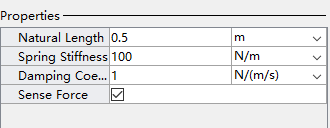 Properties
Natural Length 0.5 m
Spring Stiffness 100 N/m
Damping Coe... 1 N/(m/s)
Sense Force